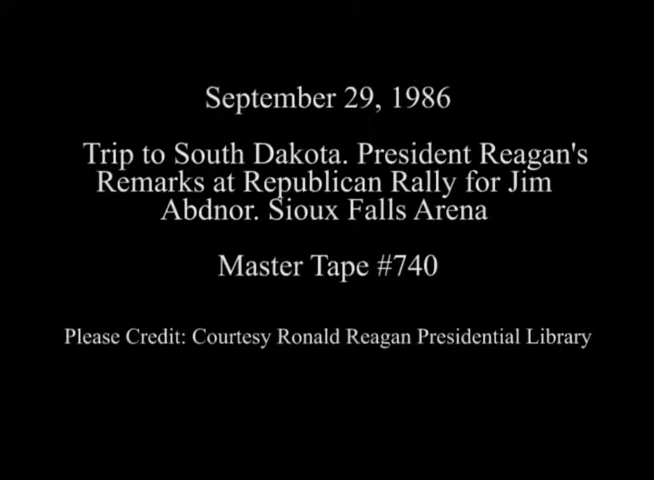 September 29, 1986
Trip to South Dakota. President Reagan's
Remarks at Republican Rally for Jim
Abdnor. Sioux Falls Arena
Master Tape #740
Please Credit: Courtesy Ronald Reagan Presidential Library